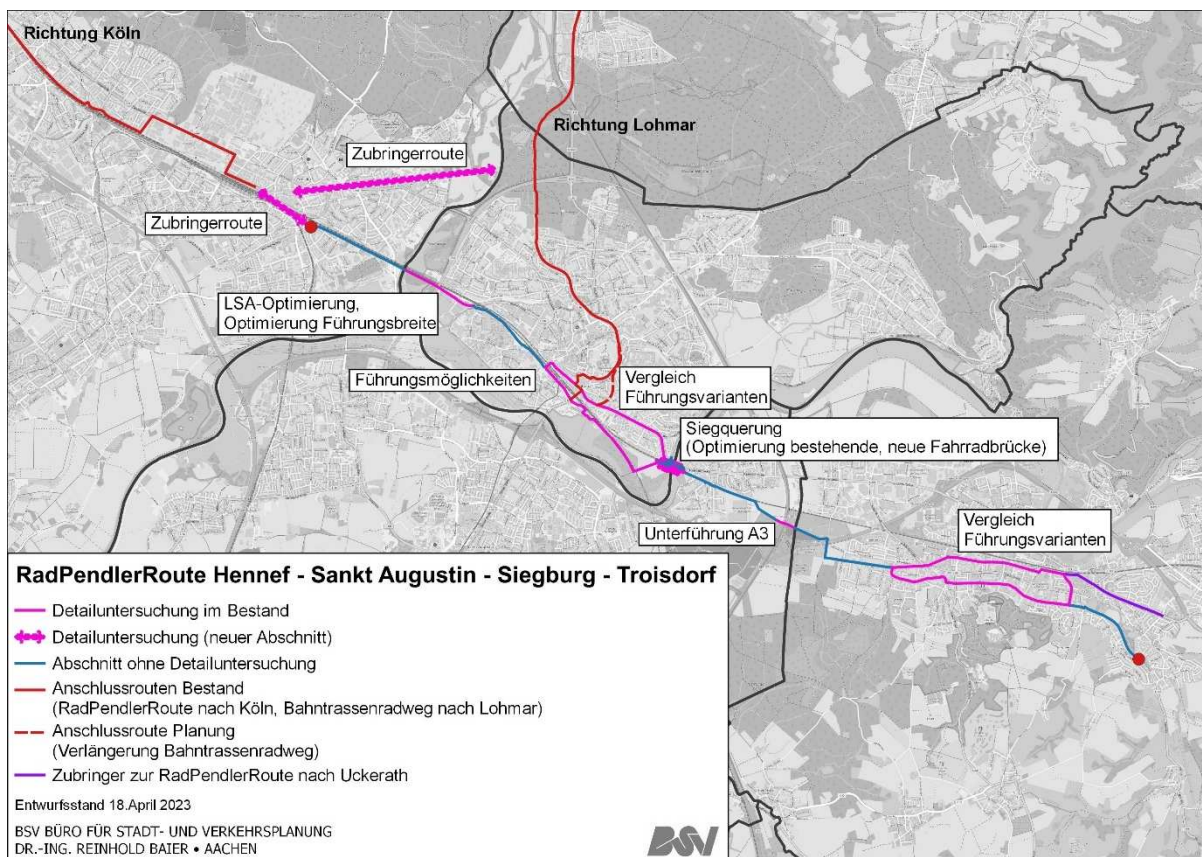 Richtung Köln
Richtung Lohmar
Zubringerroute
Zubringerroute
LSA-Optimierung,
Optimierung Führungsbreite
Führungsmöglichkeiten
Vergleich
Führungsvarianten
Siegquerung
(Optimierung bestehende, neue Fahrradbrücke)
Unterführung A3
Vergleich
Führungsvarianten
RadPendlerRoute Hennef - Sankt Augustin - Siegburg - Troisdorf
Detailuntersuchung im Bestand
Detailuntersuchung (neuer Abschnitt)
Abschnitt ohne Detailuntersuchung
Anschlussrouten Bestand
(RadPendlerRoute nach Köln, Bahntrassenradweg nach Lohmar)
Anschlussroute Planung
(Verlängerung Bahntrassenradweg)
Zubringer zur RadPendlerRoute nach Uckerath
Entwurfsstand 18.April 2023
BSV BÜRO FÜR STADT- UND VERKEHRSPLANUNG
DR.-ING. REINHOLD BAIER • AACHEN
BSV